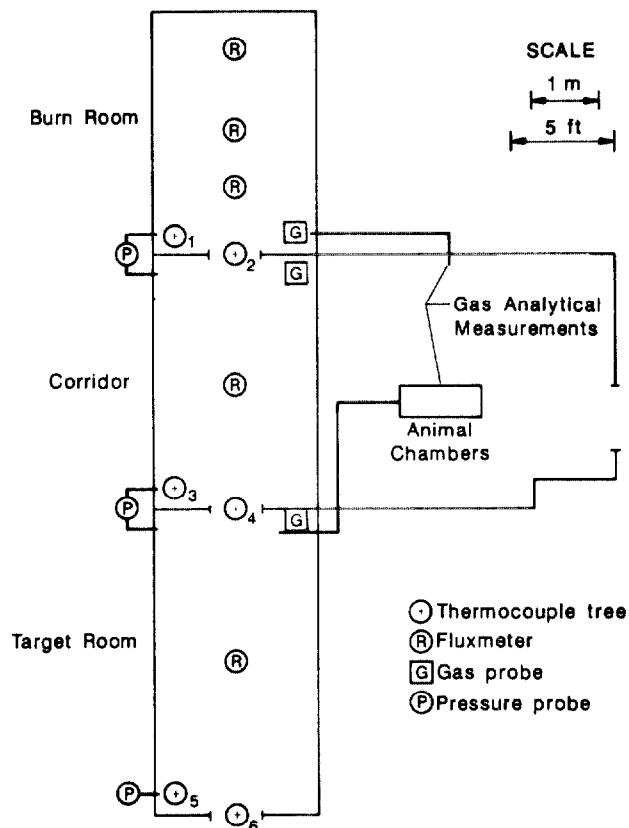 R
SCALE
1 m
5 ft
Burn Room
R
R
1
G
P
2
G
Gas Analytical
Measurements
Corridor
R
Animal
Chambers
3
P
4
G
Thermocouple tree
R Fluxmeter
Target Room
R
G Gas probe
P Pressure probe
P
5
6